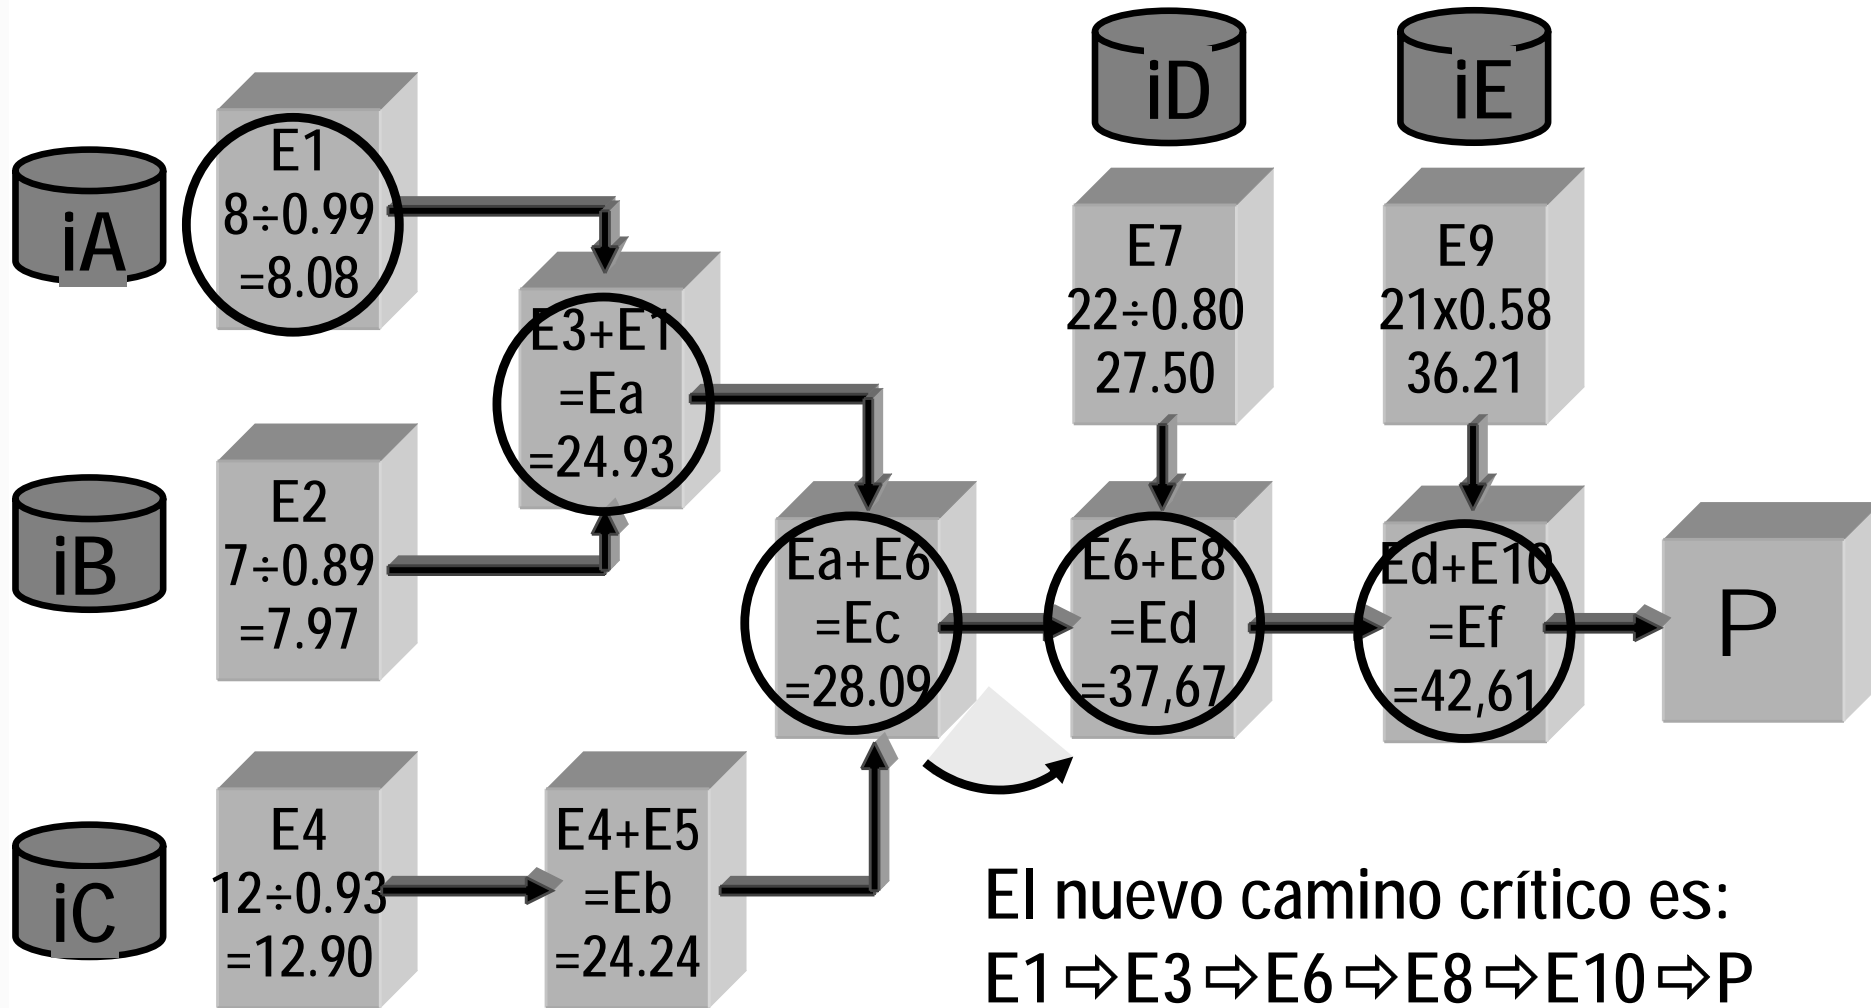 iA
E1
8÷0.99
=8.08
E3+E1
=Ea
=24.93
iB
E2
7÷0.89
=7.97
iC
E4
12÷0.93
=12.90
E4+E5
=Eb
=24.24
Ea+E6
=Ec
=28.09
iD
E7
22÷0.80
27.50
E6+E8
=Ed
=37,67
iE
E9
21x0.58
36.21
Ed+E10
=Ef
=42,61
P
El nuevo camino crítico es:
E1⇨E3⇨E6⇨E8⇨E10⇨P